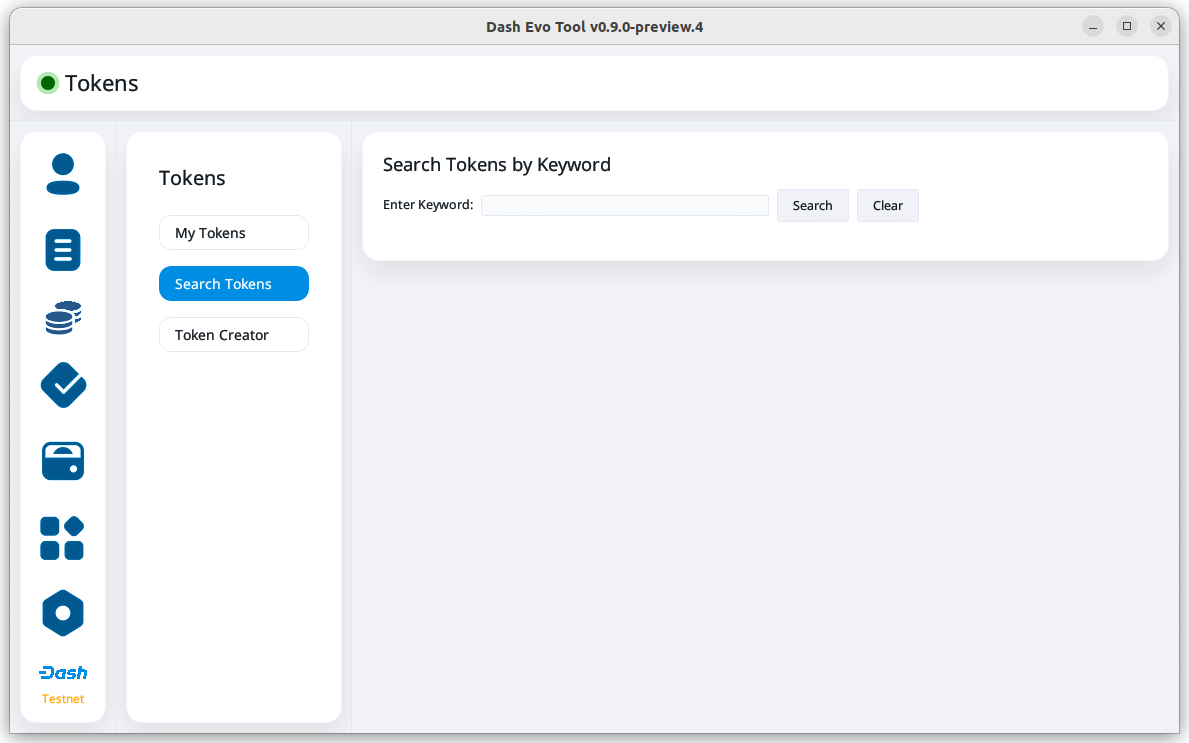 Dash Evo Tool v0.9.0-preview.4
Tokens
Tokens
My Tokens
Search Tokens
Token Creator
Search Tokens by Keyword
Enter Keyword: Search Clear
Dash
Testnet